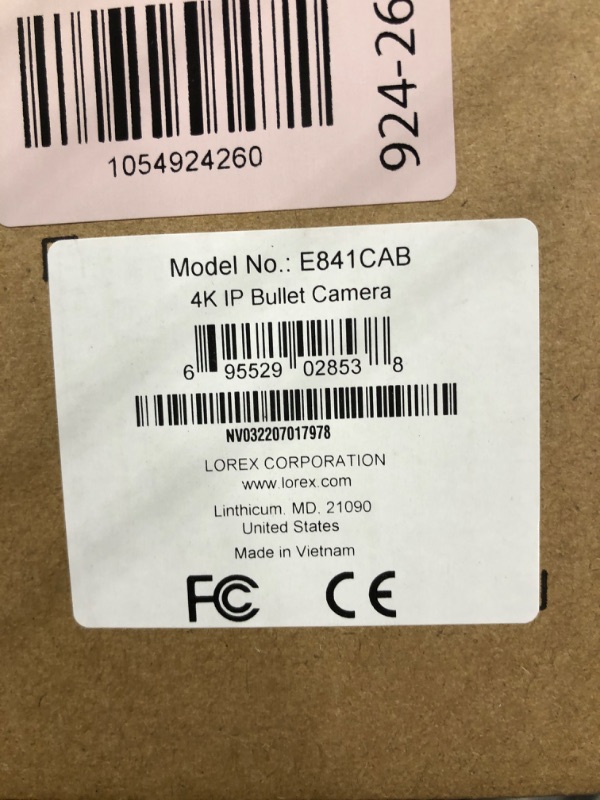 1054924260
924-26
Model No.: E841CAB
4K IP Bullet Camera
6 95529 02853 8
NV032207017978
LOREX CORPORATION
www.lorex.com
Linthicum. MD. 21090
United States
Made in Vietnam
FC CE